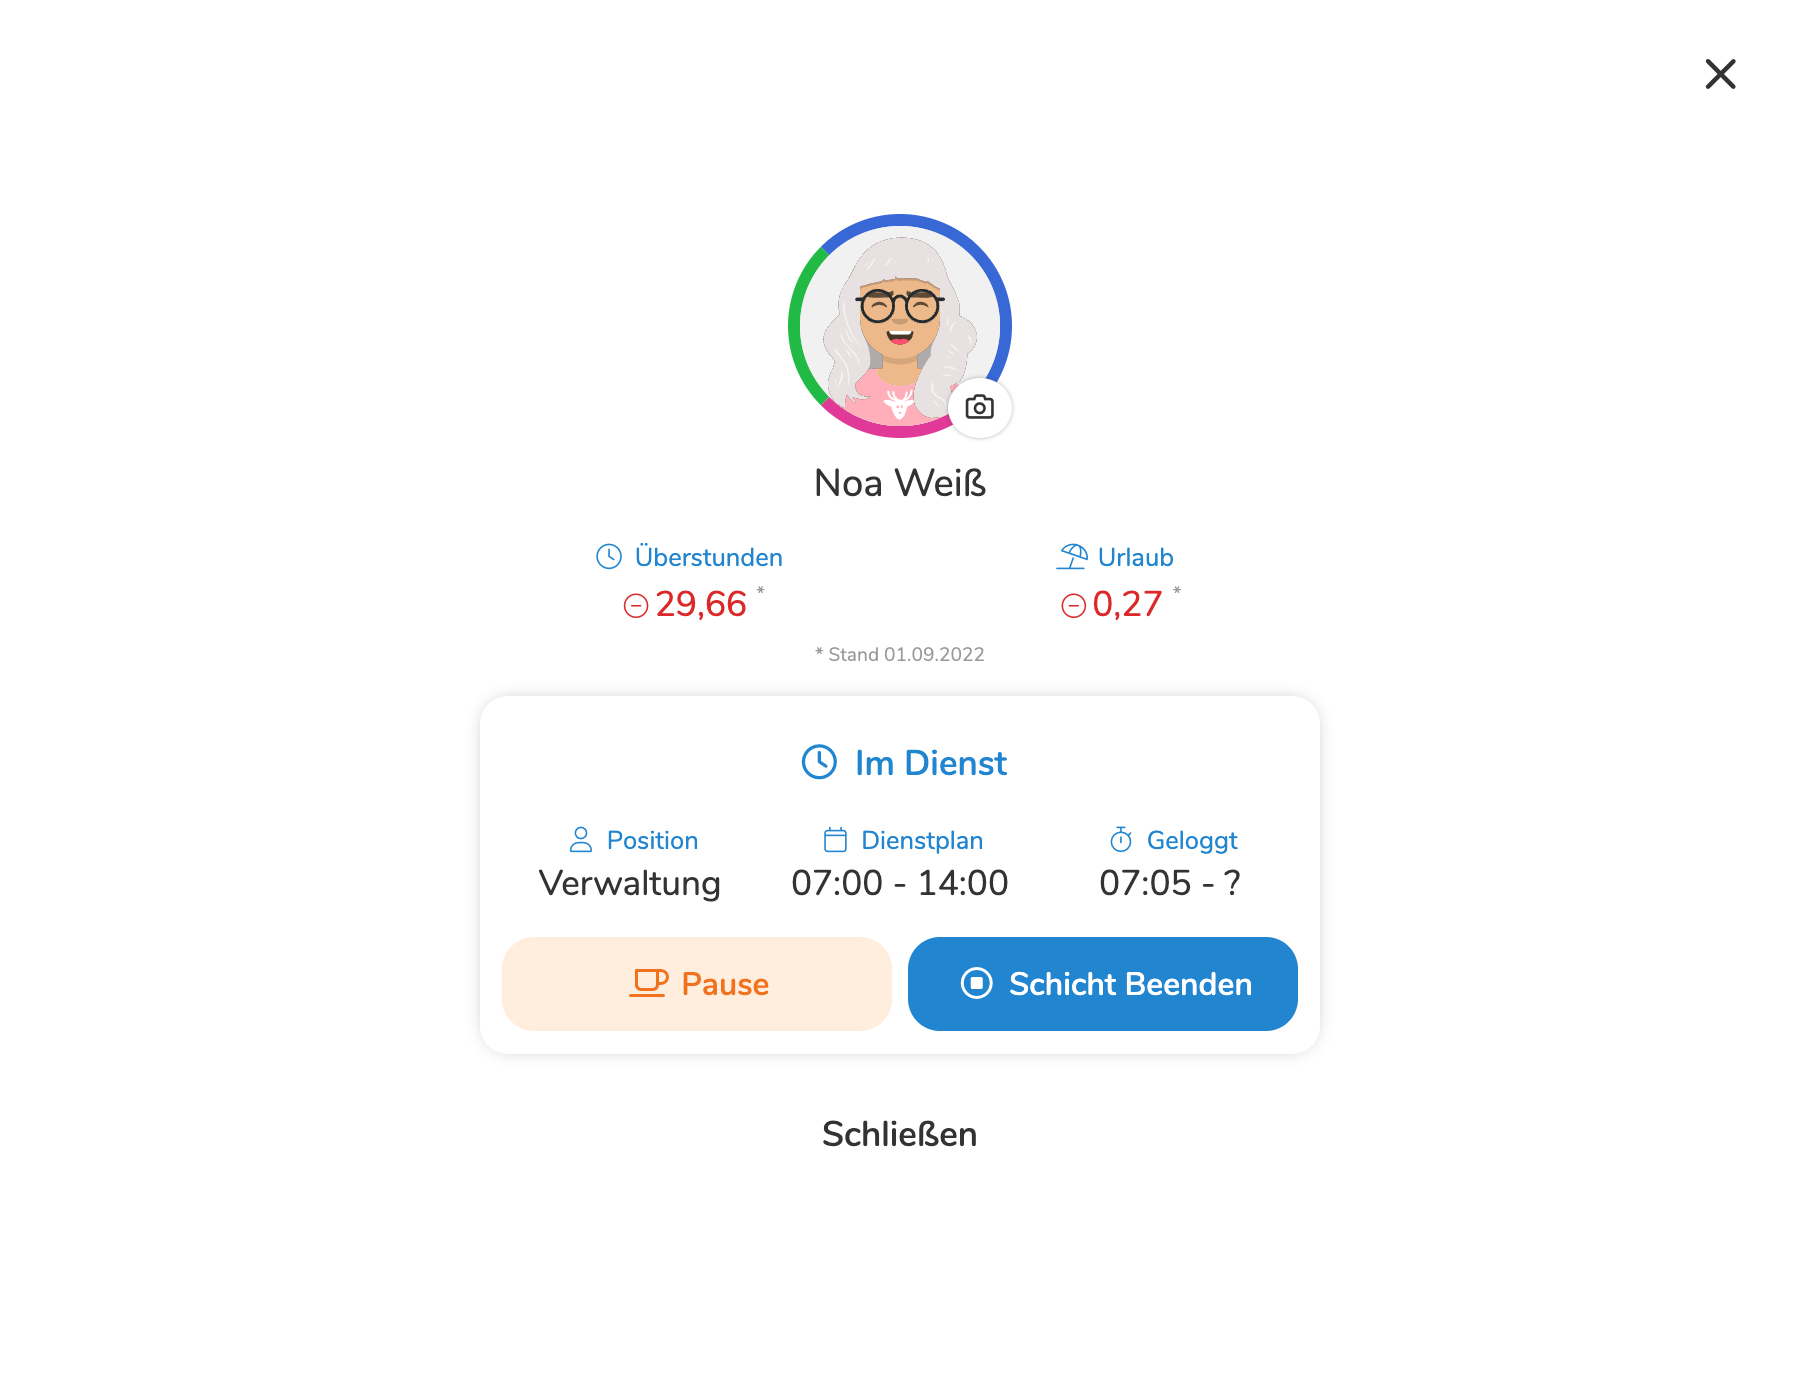 Noa Weiß
Überstunden
Urlaub
29,66 *
0,27 *
* Stand 01.09.2022
Im Dienst
Position
Dienstplan
Geloggt
Verwaltung
07:00 - 14:00
07:05 - ?
Pause
Schicht Beenden
Schließen